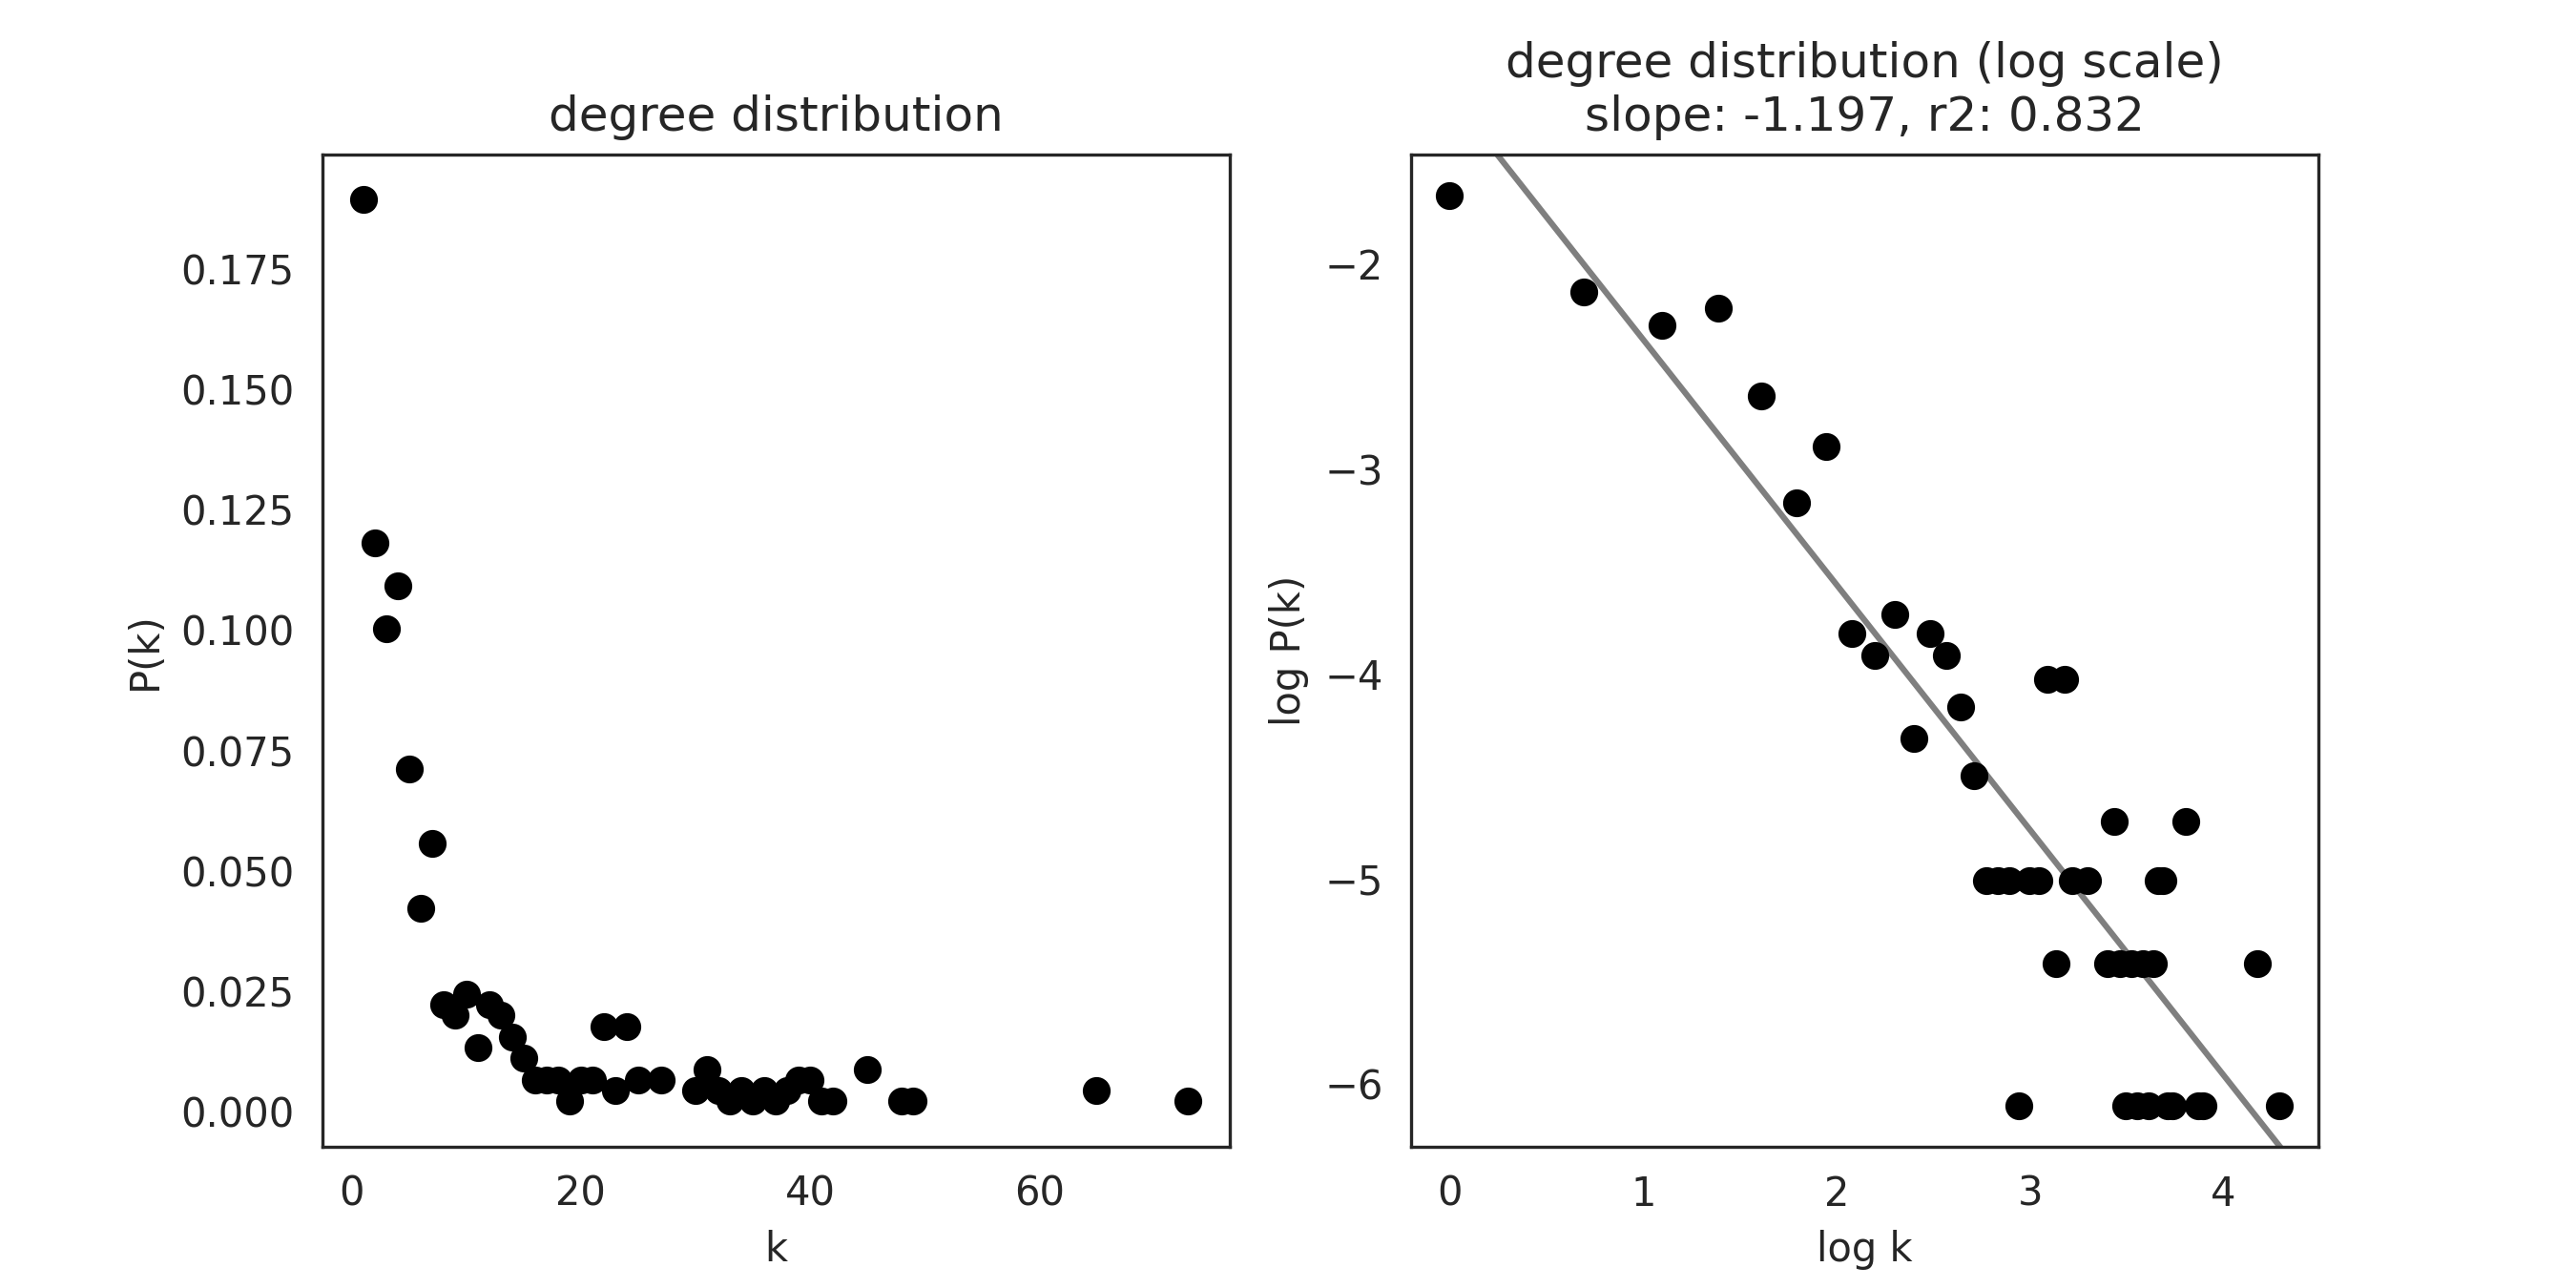 degree distribution
0.175
0.150
0.125
0.100
0.075
0.050
0.025
0.000
P(k)
0 20 40 60
k
degree distribution (log scale)
slope: -1.197, r2: 0.832
−2
−3
−4
−5
−6
log P(k)
0 1 2 3 4
log k